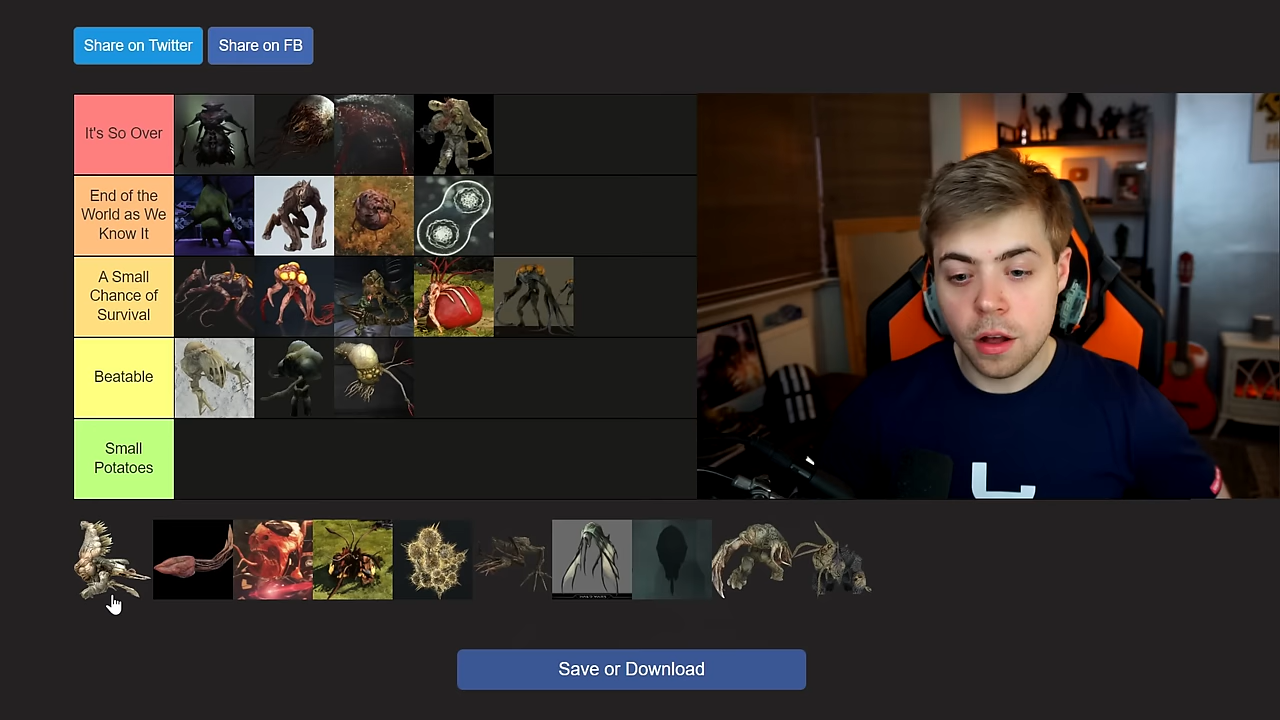 Share on Twitter
Share on FB
It's So Over
End of the
World as We
Know It
A Small
Chance of
Survival
Beatable
Small
Potatoes
Save or Download